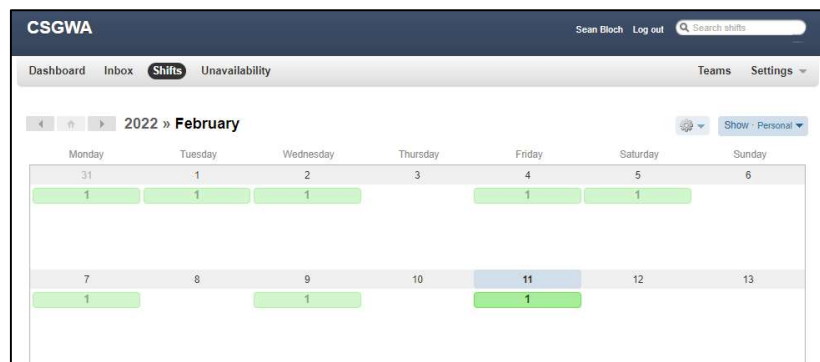 CSGWA
Sean Bloch Log out Search shifts
Dashboard Inbox Shifts Unavailability Teams Settings
2022 » February Show · Personal
Monday Tuesday Wednesday Thursday Friday Saturday Sunday
31 1 2 3 4 5 6
1 1 1 1 1
7 8 9 10 11 12 13
1 1 1